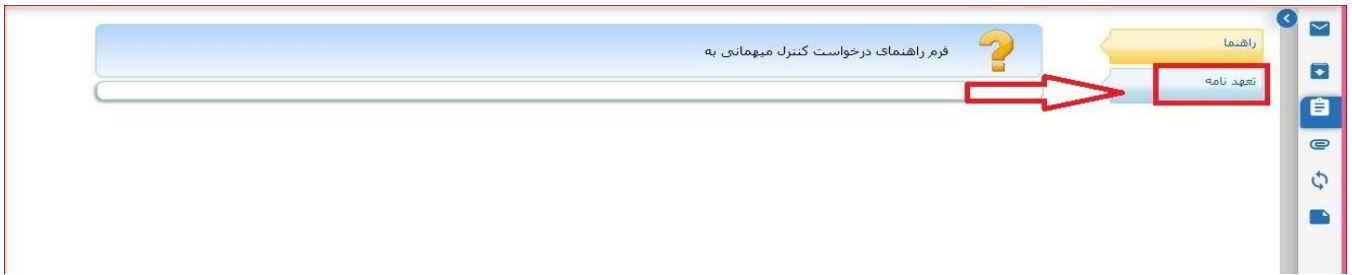 راهنما
فرم راهنمای درخواست کنترل میهمانی به
تعهد نامه